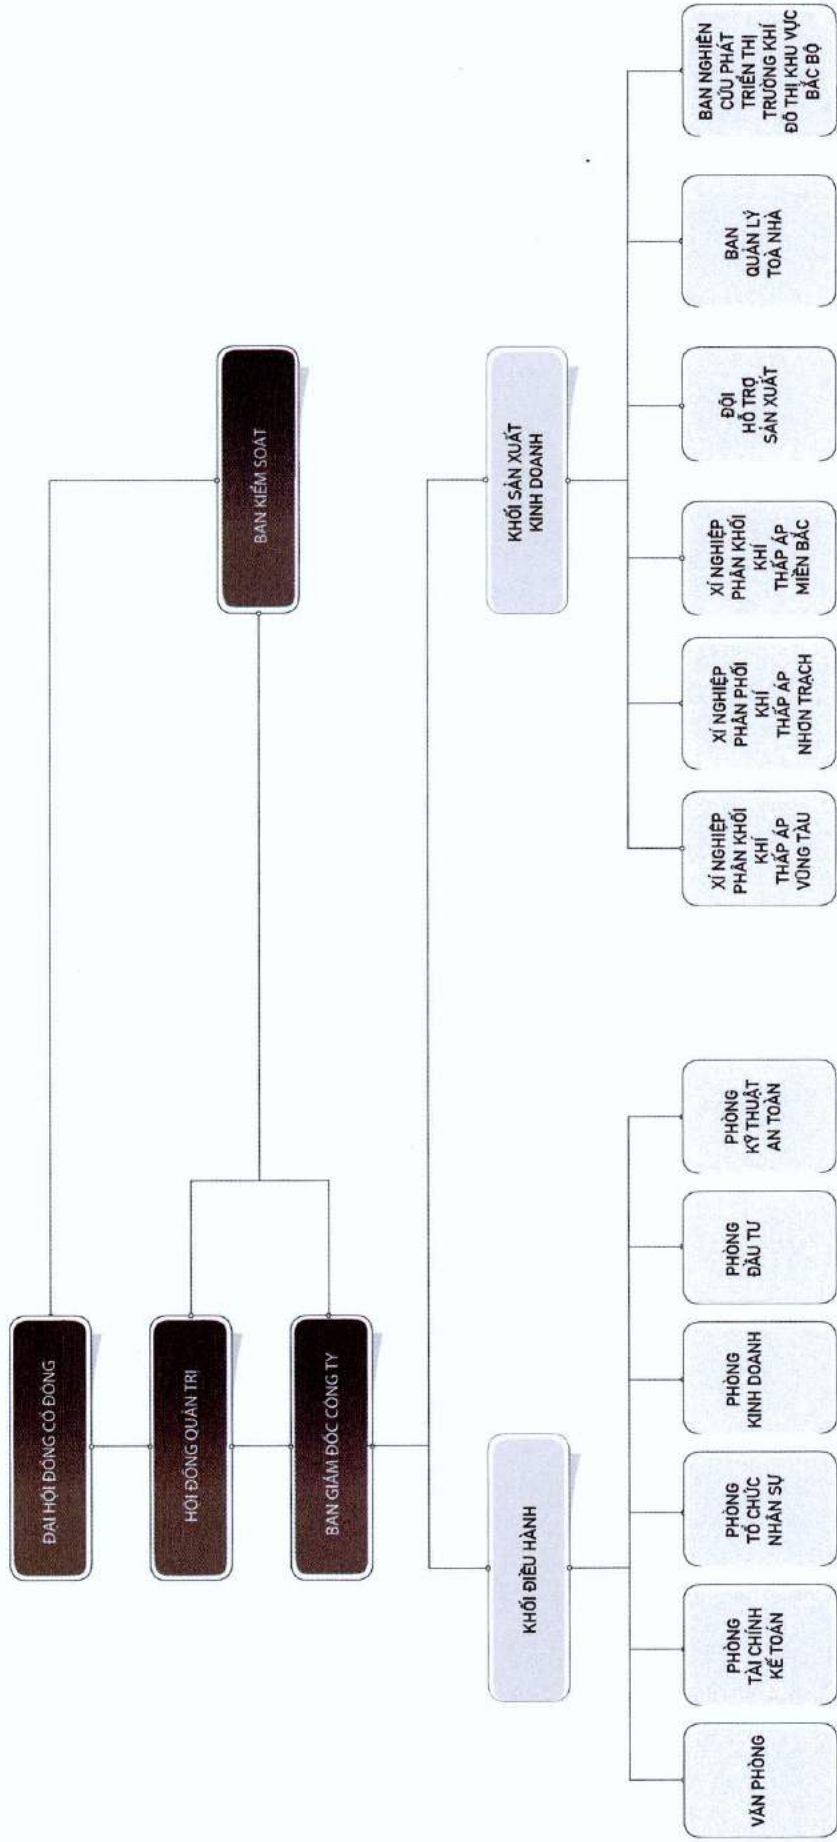 ĐẠI HỘI ĐỒNG CỔ ĐÔNG
HỘI ĐỒNG QUẢN TRỊ
BAN KIỂM SOÁT
BAN GIÁM ĐỐC CÔNG TY
KHỐI ĐIỀU HÀNH
KHỐI SẢN XUẤT
KINH DOANH
VĂN PHÒNG
PHÒNG
TÀI CHÍNH
KẾ TOÁN
PHÒNG
TỔ CHỨC
NHÂN SỰ
PHÒNG
KINH DOANH
PHÒNG
ĐẦU TƯ
PHÒNG
KỸ THUẬT
AN TOÀN
XÍ NGHIỆP
PHÂN KHỐI
KHÍ
THẤP ÁP
VŨNG TÀU
XÍ NGHIỆP
PHÂN PHỐI
KHÍ
THẤP ÁP
NHƠN TRẠCH
XÍ NGHIỆP
PHÂN KHỐI
KHÍ
THẤP ÁP
MIỀN BẮC
ĐỘI
HỖ TRỢ
SẢN XUẤT
BAN
QUẢN LÝ
TOÀ NHÀ
BAN NGHIÊN
CỨU PHÁT
TRIỂN THỊ
TRƯỜNG KHÍ
ĐÔ THỊ KHU VỰC
BẮC BỘ